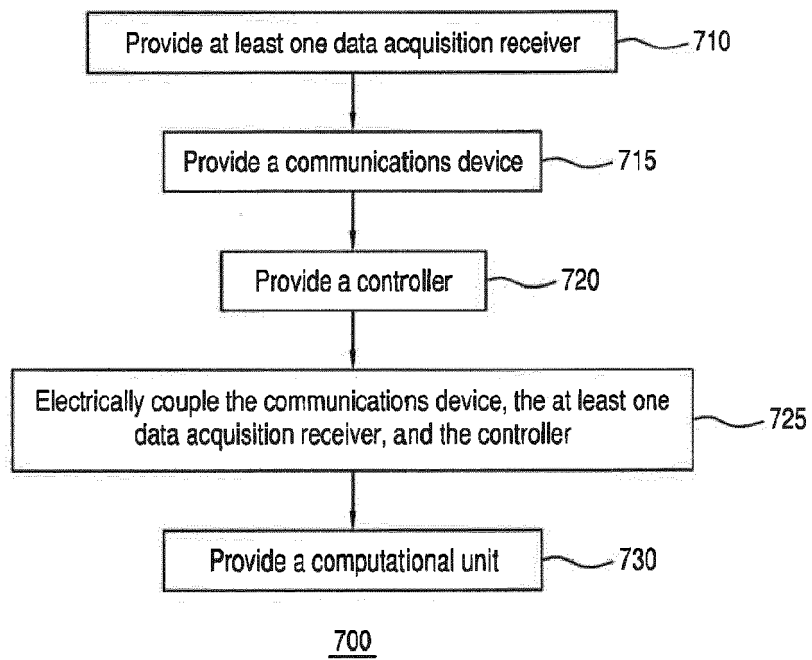 Provide at least one data acquisition receiver
710
Provide a communications device
715
Provide a controller
720
Electrically couple the communications device, the at least one
data acquisition receiver, and the controller
725
Provide a computational unit
730
700